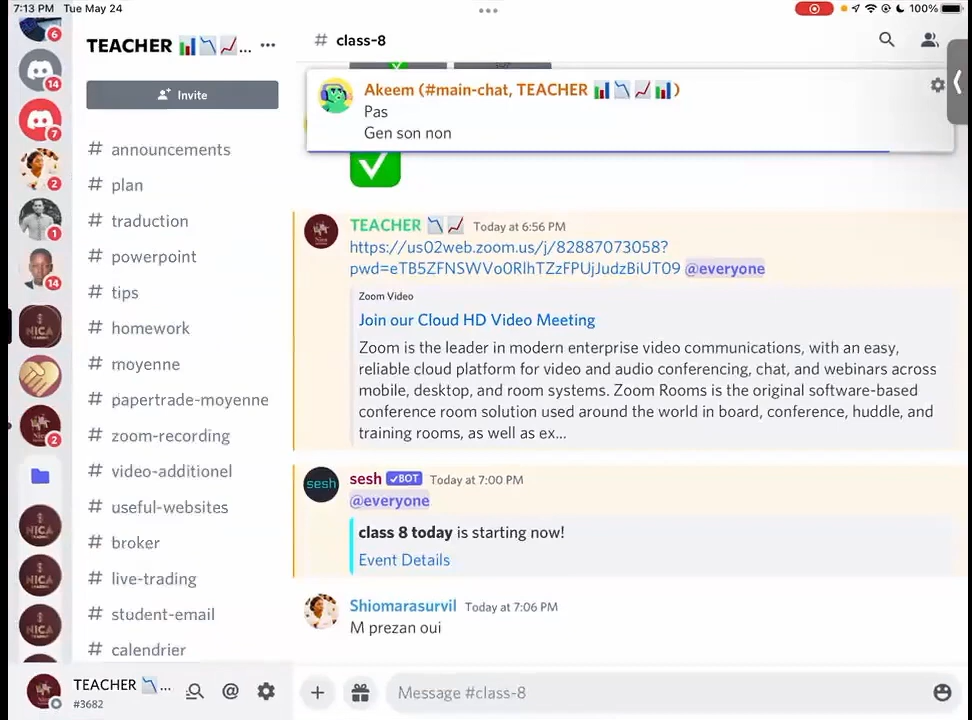 7:13 PM Tue May 24
100%
6
14
7
2
1
14
NICA
2
NICA
NICA
NICA
TEACHER 📊📉📈... •••
Invite
# announcements
# plan
# traduction
# powerpoint
# tips
# homework
# moyenne
# papertrade-moyenne
# zoom-recording
# video-additionel
# useful-websites
# broker
# live-trading
# student-email
# calendrier
TEACHER 📉...
#3682
# class-8
Akeem (#main-chat, TEACHER 📊📉📈📊)
Pas
Gen son non
✅
TEACHER 📉📈 Today at 6:56 PM
https://us02web.zoom.us/j/82887073058?
pwd=eTB5ZFNSWVo0RlhTZzFPUjJudzBiUT09 @everyone
Zoom Video
Join our Cloud HD Video Meeting
Zoom is the leader in modern enterprise video communications, with an easy,
reliable cloud platform for video and audio conferencing, chat, and webinars across
mobile, desktop, and room systems. Zoom Rooms is the original software-based
conference room solution used around the world in board, conference, huddle, and
training rooms, as well as ex...
sesh
sesh ✓BOT Today at 7:00 PM
@everyone
class 8 today is starting now!
Event Details
Shiomarasurvil Today at 7:06 PM
M prezan oui
Message #class-8